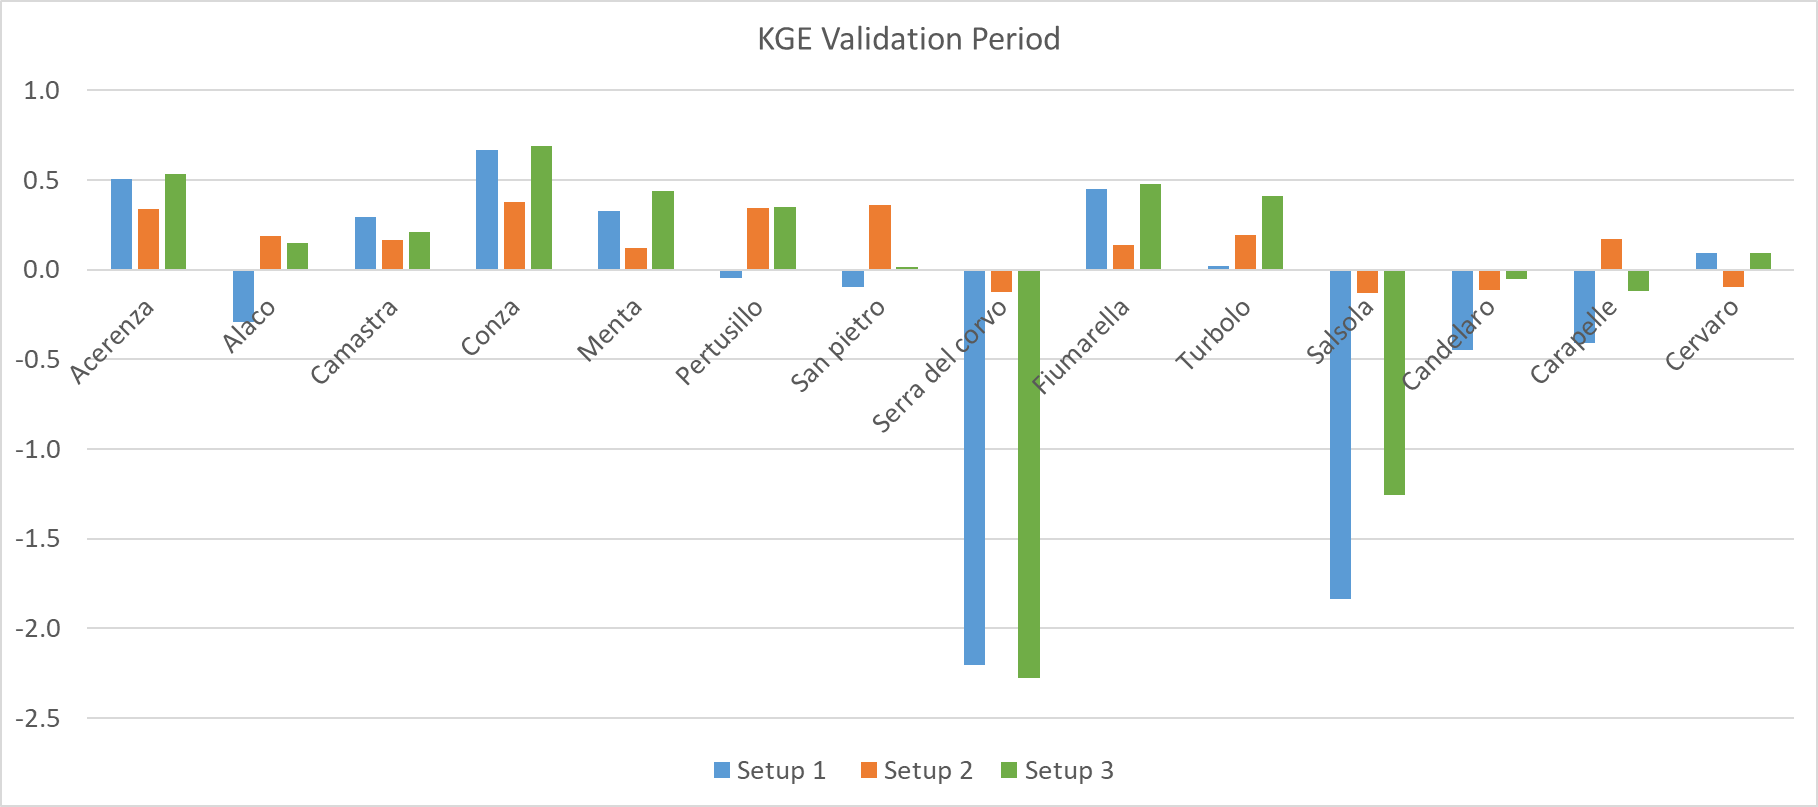 KGE Validation Period
1.0
0.5
0.0
-0.5
-1.0
-1.5
-2.0
-2.5
Acerenza
Alaco
Camastra
Conza
Menta
Pertusillo
San pietro
Serra del corvo
Fiumarella
Turbolo
Salsola
Candelaro
Carapelle
Cervaro
Setup 1 Setup 2 Setup 3